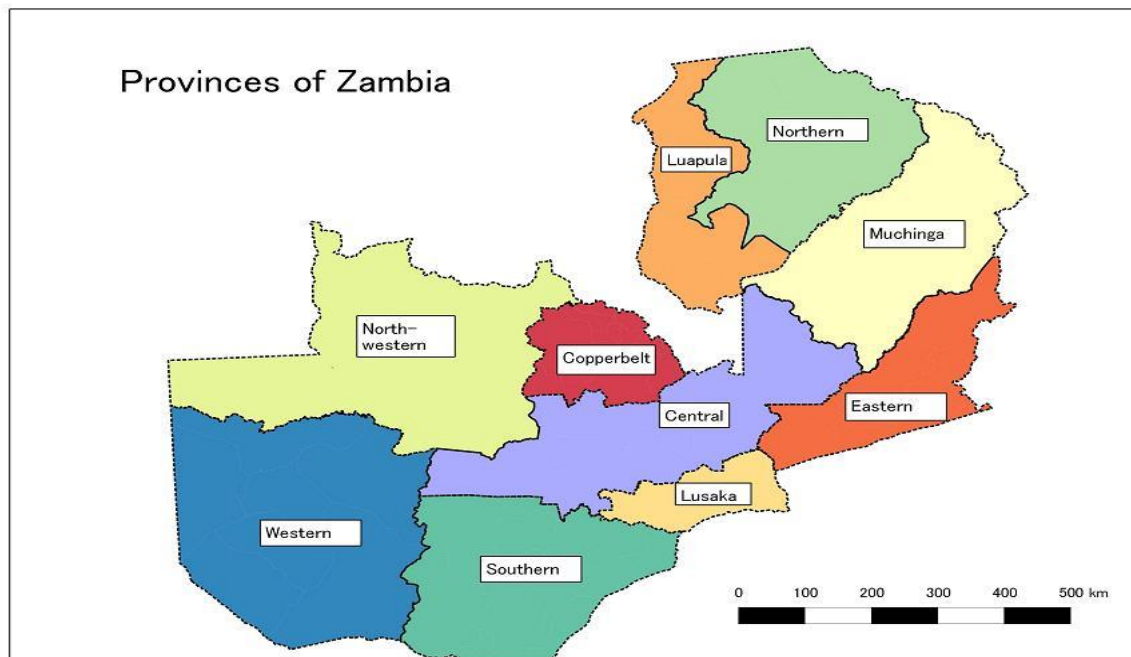 Provinces of Zambia
Northern
Luapula
Muchinga
North-
western
Copperbelt
Central
Eastern
Lusaka
Western
Southern
0 100 200 300 400 500 km